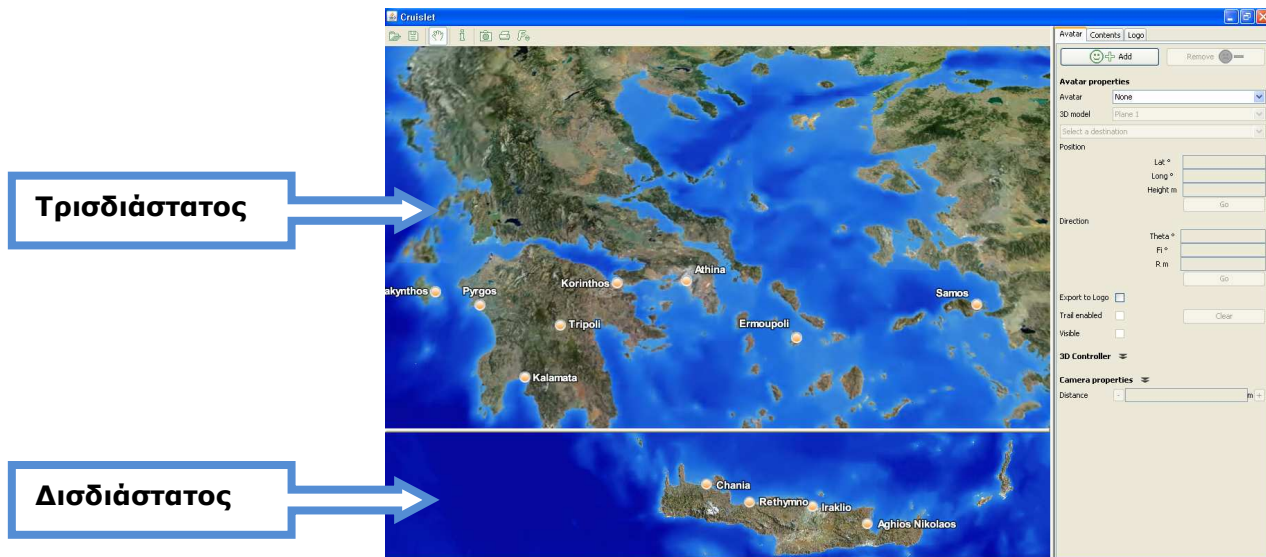 Cruislet
Avatar Contents Logo
Add Remove
Avatar properties
Avatar None
3D model Plane 1
Select a destination
Position
Lat °
Long °
Height m
Go
Direction
Theta °
Fi °
R m
Go
Export to Logo
Trail enabled Clear
Visible
3D Controller
Camera properties
Distance - m +
Τρισδιάστατος
Athina
Korinthos
akynthos
Pyrgos
Samos
Tripoli
Ermoupoli
Kalamata
Δισδιάστατος
Chania
Rethymno
Iraklio
Aghios Nikolaos